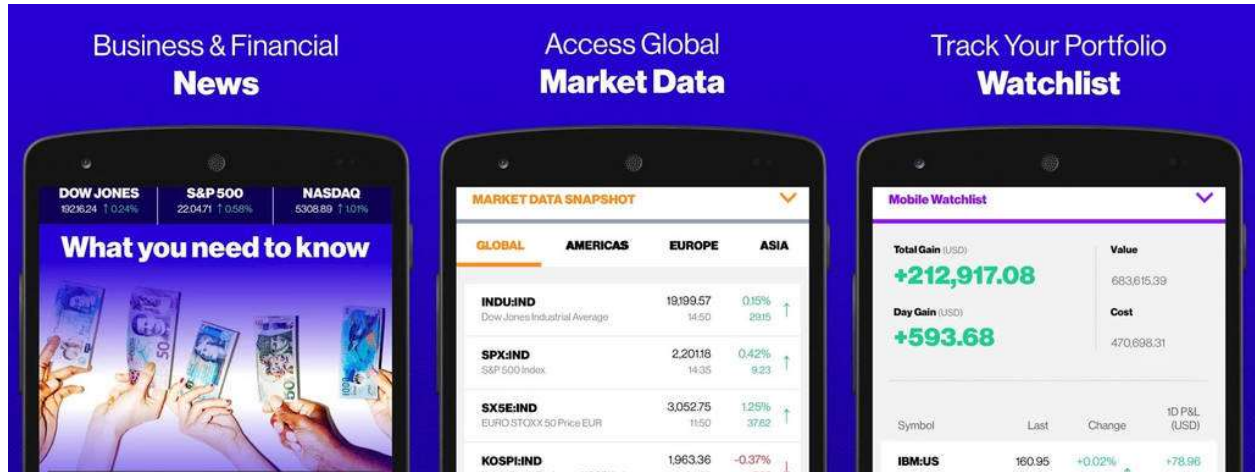 Business & Financial
News
DOW JONES
19216.24 ↑ 0.24%
S&P 500
22.04.71 ↑ 0.58%
NASDAQ
5308.89 ↑ 1.01%
What you need to know
Access Global
Market Data
MARKET DATA SNAPSHOT
GLOBAL AMERICAS EUROPE ASIA
INDU:IND 19,199.57 0.15% ↑
Dow Jones Industrial Average 14:50 29.15
SPX:IND 2,201.18 0.42% ↑
S&P 500 Index 14:35 9.23
SX5E:IND 3,052.75 1.25% ↑
EURO STOXX 50 Price EUR 11:50 37.62
KOSPI:IND 1,963.36 -0.37% ↓
Track Your Portfolio
Watchlist
Mobile Watchlist
Total Gain (USD) Value
+212,917.08 683,615.39
Day Gain (USD) Cost
+593.68 470,698.31
Symbol Last Change 1D P&L (USD)
IBM:US 160.95 +0.02% ↑ +78.96